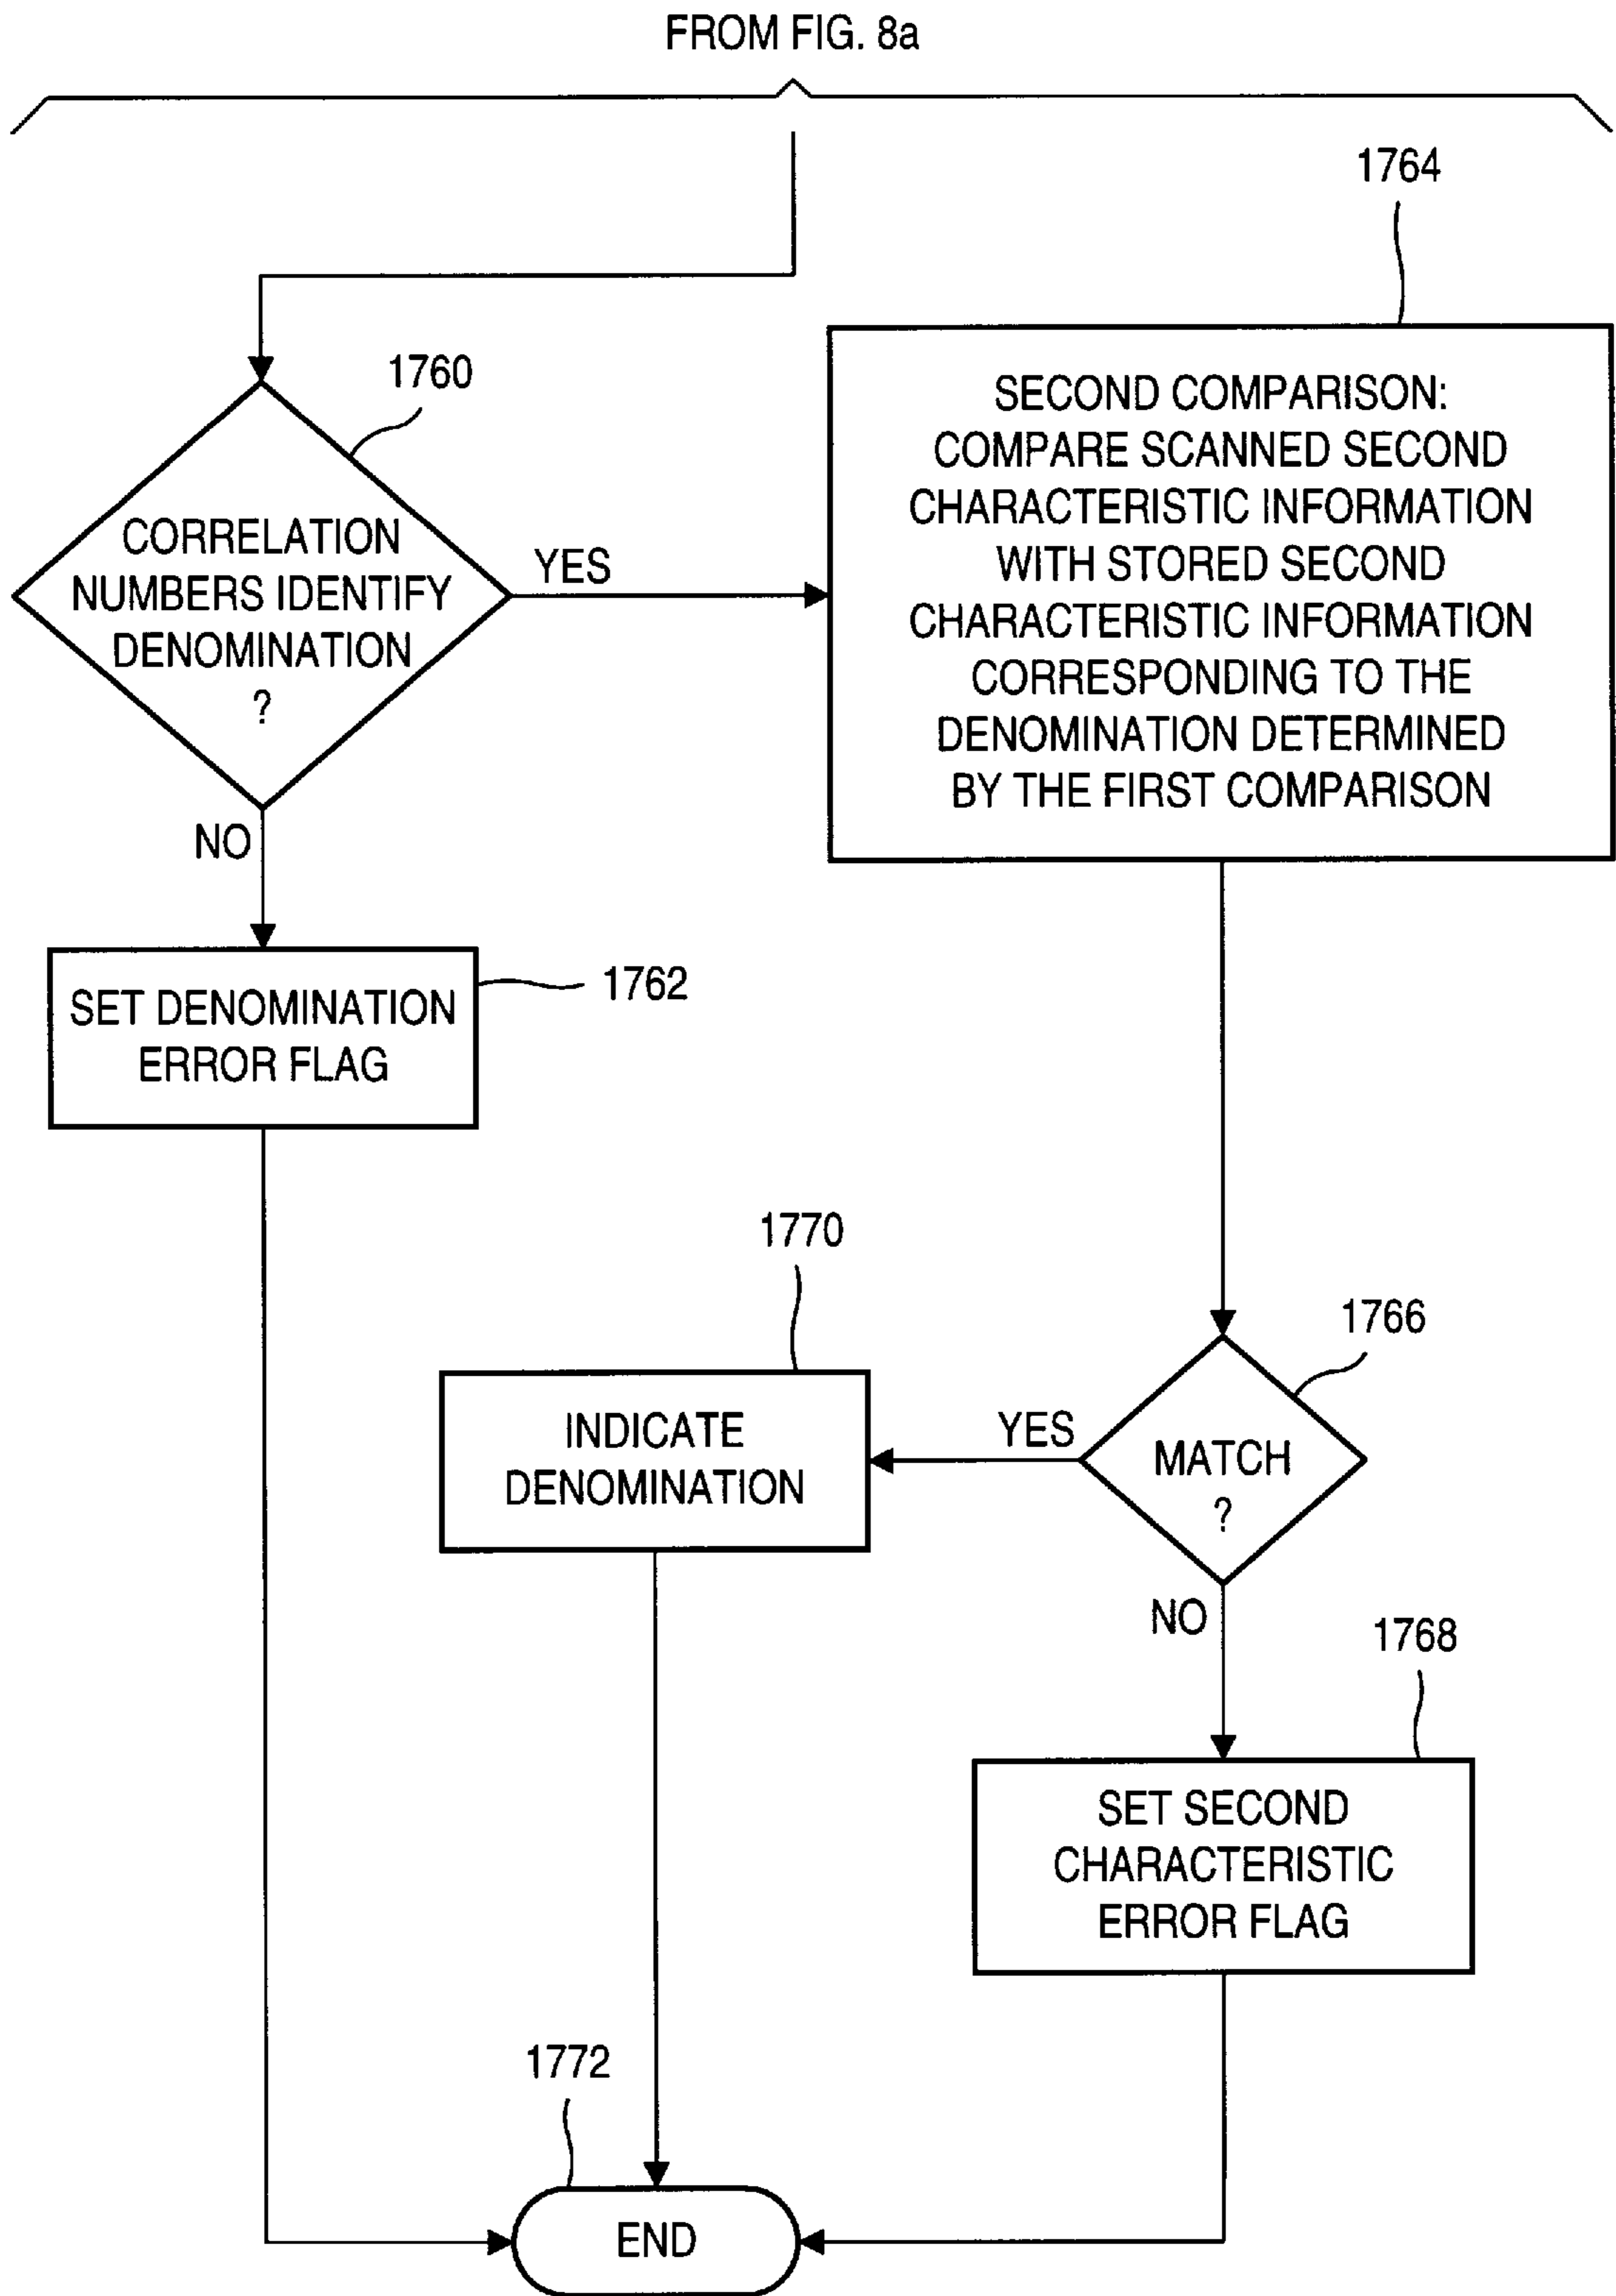 FROM FIG. 8a
1764
1760
SECOND COMPARISON:
COMPARE SCANNED SECOND
CHARACTERISTIC INFORMATION
WITH STORED SECOND
CHARACTERISTIC INFORMATION
CORRESPONDING TO THE
DENOMINATION DETERMINED
BY THE FIRST COMPARISON
CORRELATION
NUMBERS IDENTIFY
DENOMINATION
?
YES
NO
1762
SET DENOMINATION
ERROR FLAG
1770
1766
INDICATE
DENOMINATION
YES
MATCH
?
NO
1768
SET SECOND
CHARACTERISTIC
ERROR FLAG
1772
END